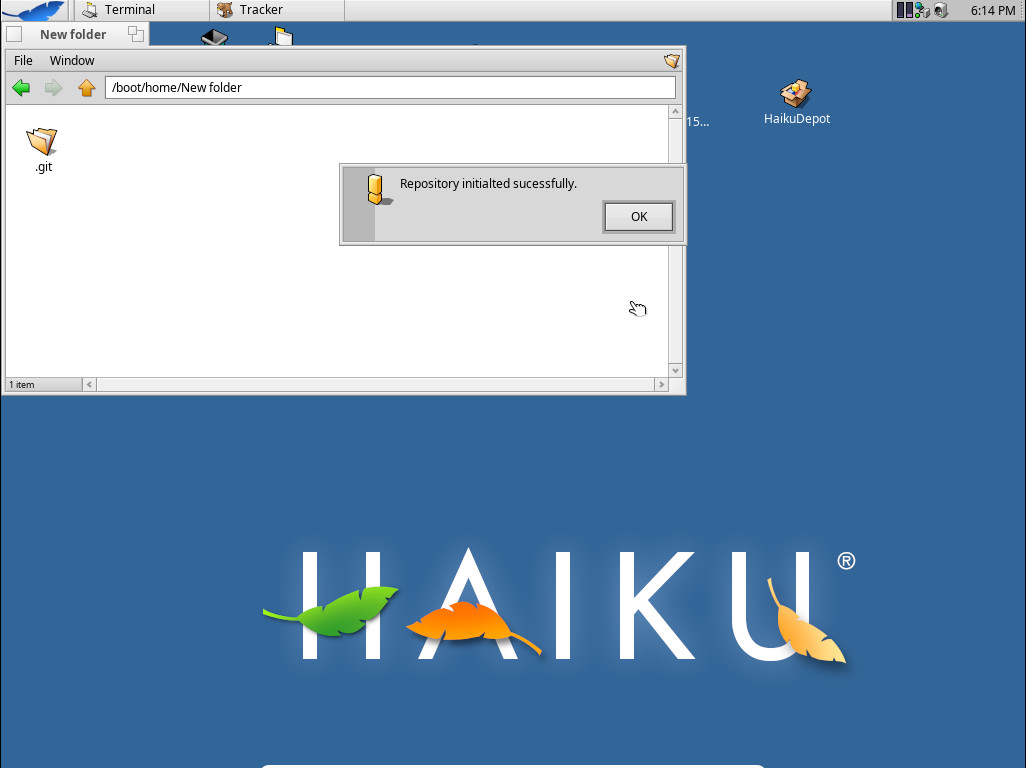 Terminal
Tracker
6:14 PM
New folder
File Window
/boot/home/New folder
.git
15...
HaikuDepot
Repository initialted sucessfully.
OK
1 item
HAIKU®